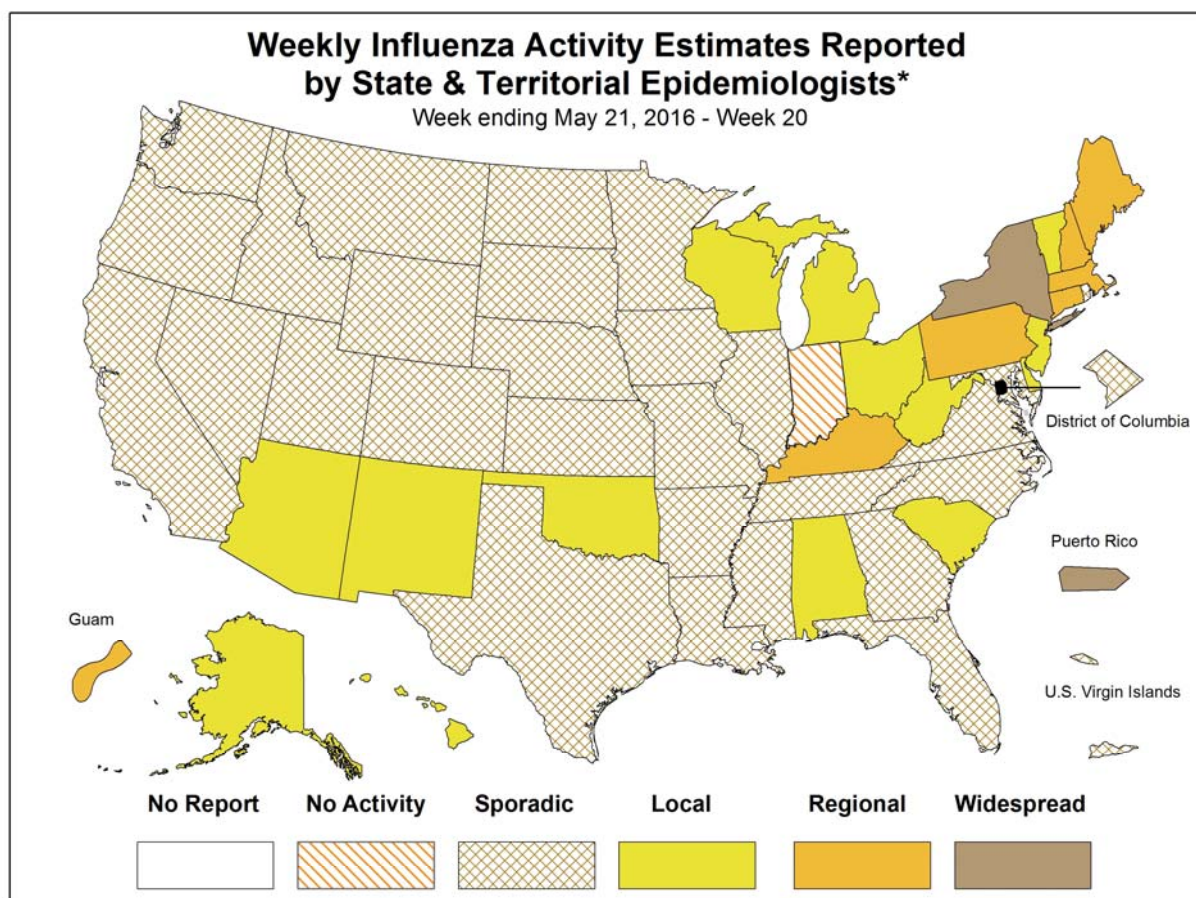 Weekly Influenza Activity Estimates Reported
by State & Territorial Epidemiologists*
Week ending May 21, 2016 - Week 20
District of Columbia
Puerto Rico
Guam
U.S. Virgin Islands
No Report No Activity Sporadic Local Regional Widespread